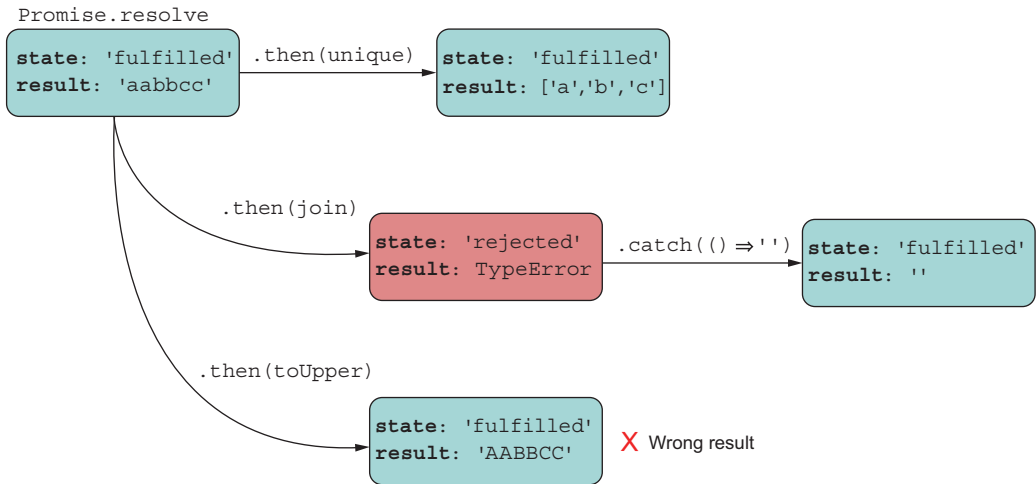 Promise.resolve
state: 'fulfilled'
result: 'aabbcc'
.then(unique)
state: 'fulfilled'
result: ['a','b','c']
.then(join)
state: 'rejected'
result: TypeError
.catch(() ⇒'')
state: 'fulfilled'
result: ''
.then(toUpper)
state: 'fulfilled'
result: 'AABBCC'
X Wrong result